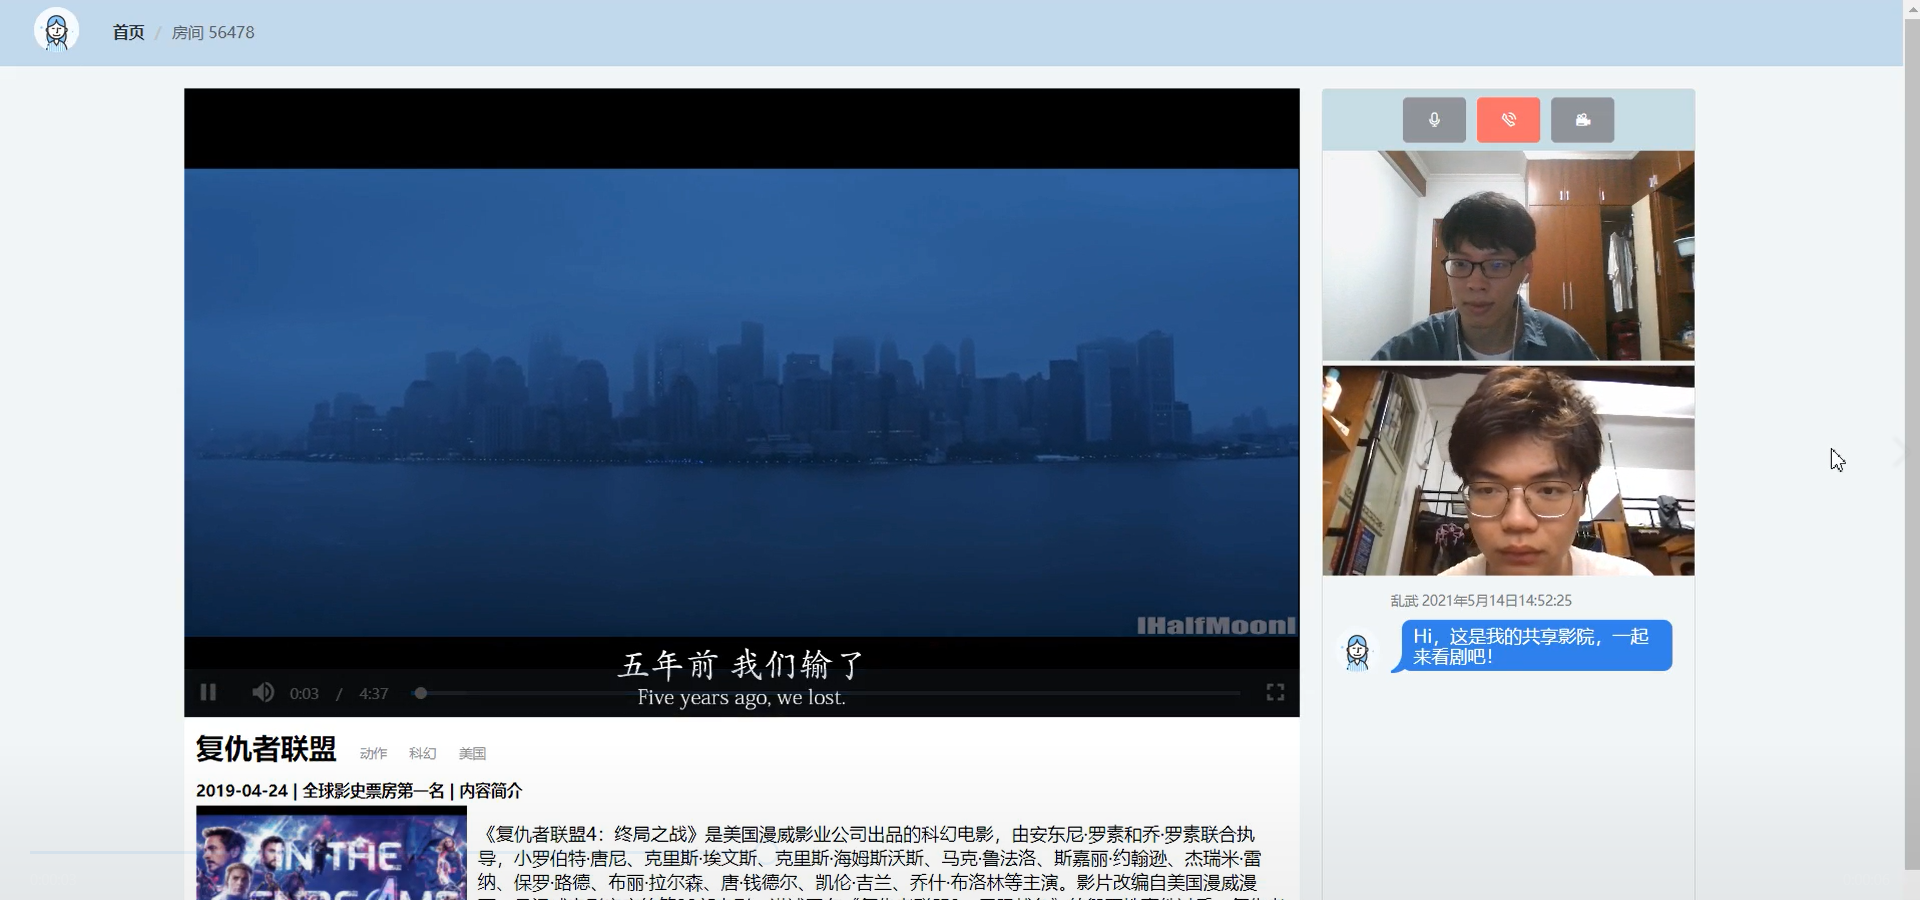 首页 / 房间 56478
IHalfMoonI
五年前 我们输了
Five years ago, we lost.
0:03 / 4:37
乱武 2021年5月14日14:52:25
Hi，这是我的共享影院，一起
来看剧吧！
复仇者联盟 动作 科幻 美国
2019-04-24 | 全球影史票房第一名 | 内容简介
IN THE
《复仇者联盟4：终局之战》是美国漫威影业公司出品的科幻电影，由安东尼·罗素和乔·罗素联合执
导，小罗伯特·唐尼、克里斯·埃文斯、克里斯·海姆斯沃斯、马克·鲁法洛、斯嘉丽·约翰逊、杰瑞米·雷
纳、保罗·路德、布丽·拉尔森、唐·钱德尔、凯伦·吉兰、乔什·布洛林等主演。影片改编自美国漫威漫